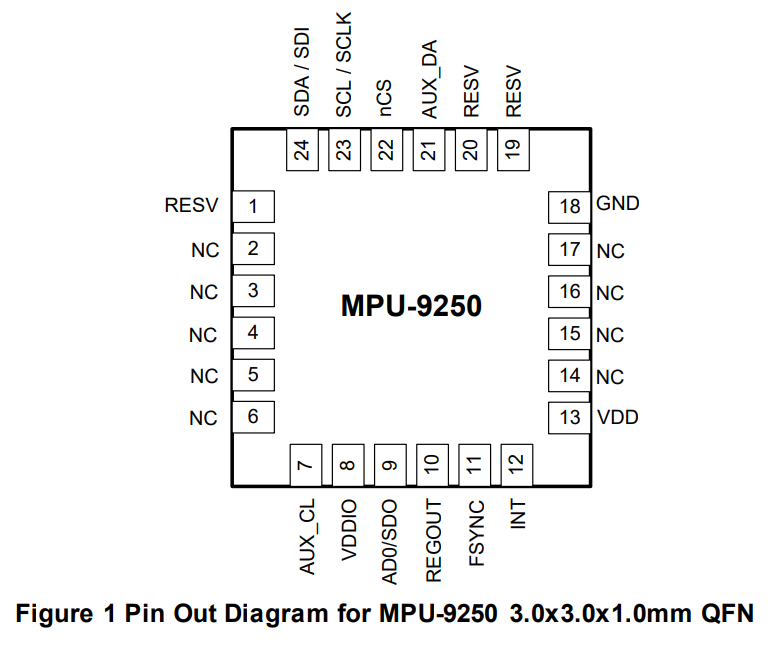 SDA / SDI
SCL / SCLK
nCS
AUX_DA
RESV
RESV
24
23
22
21
20
19
RESV 1
NC 2
NC 3
NC 4
NC 5
NC 6
MPU-9250
18 GND
17 NC
16 NC
15 NC
14 NC
13 VDD
7
8
9
10
11
12
AUX_CL
VDDIO
AD0/SDO
REGOUT
FSYNC
INT
Figure 1 Pin Out Diagram for MPU-9250 3.0x3.0x1.0mm QFN